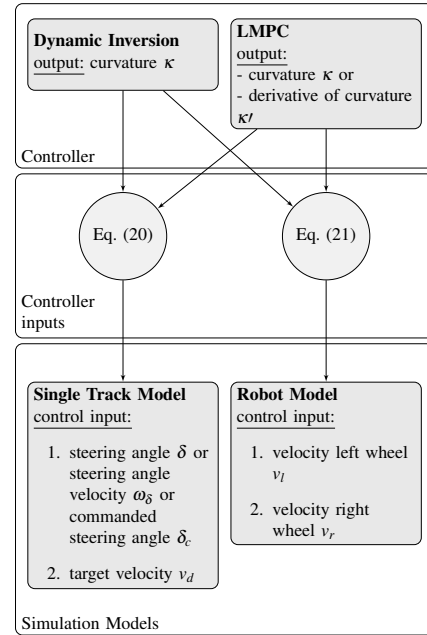 Dynamic Inversion
output: curvature κ
LMPC
output:
- curvature κ or
- derivative of curvature
κ′
Controller
Eq. (20)
Eq. (21)
Controller
inputs
Single Track Model
control input:
1. steering angle δ or
steering angle
velocity ω_δ or
commanded
steering angle δ_c
2. target velocity v_d
Robot Model
control input:
1. velocity left wheel
v_l
2. velocity right
wheel v_r
Simulation Models